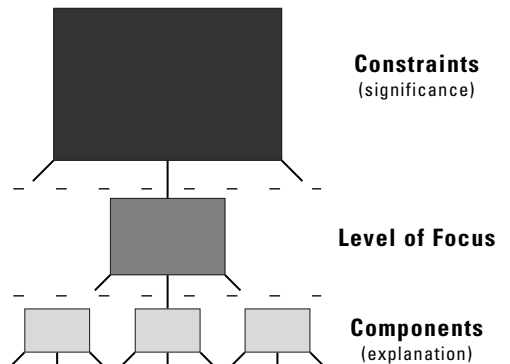 Constraints
(significance)
Level of Focus
Components
(explanation)